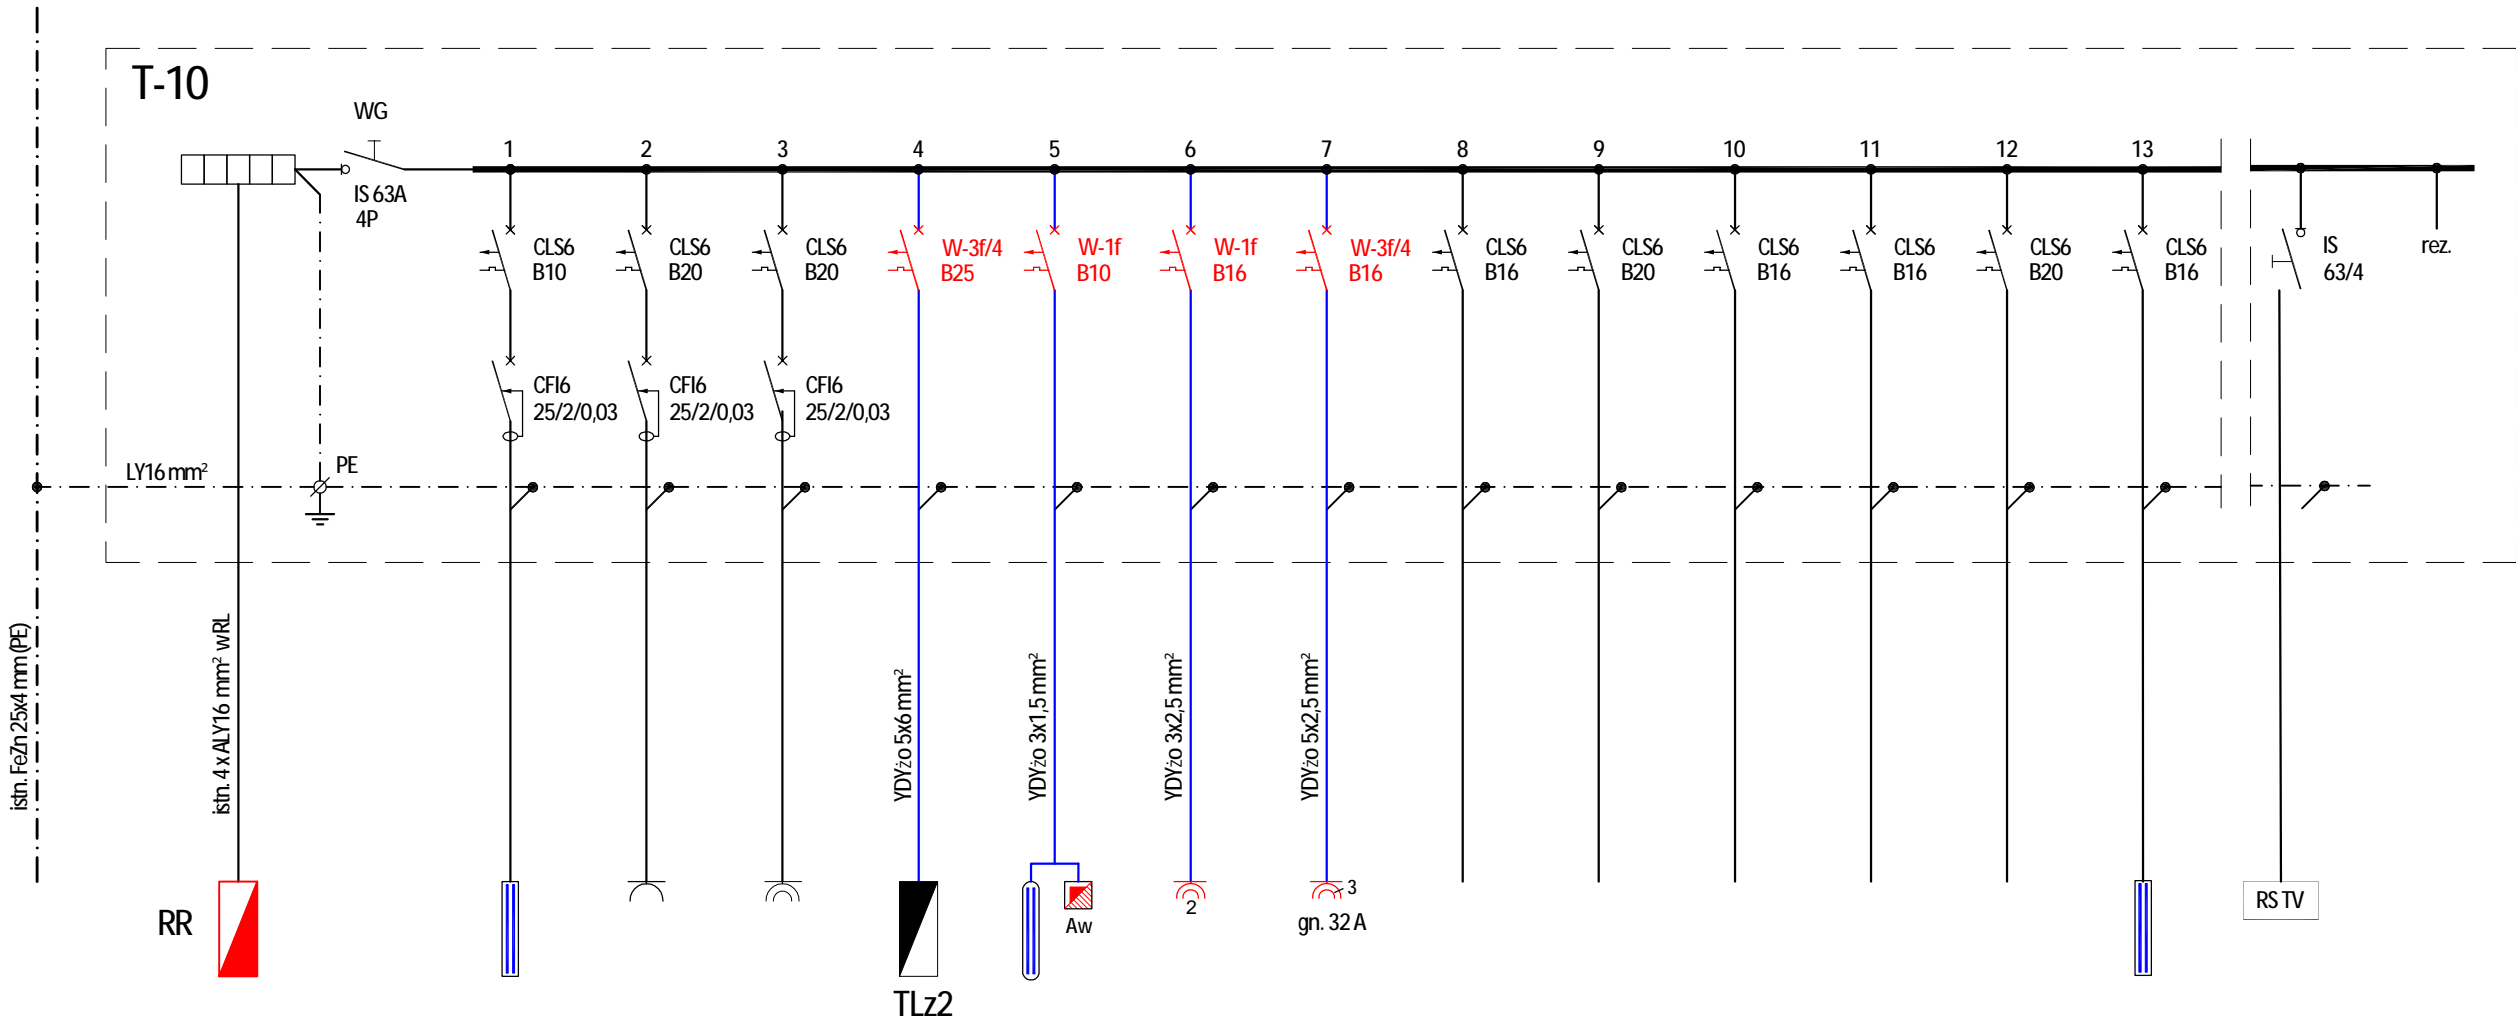 T-10
WG
IS 63A
4P
1
2
3
4
5
6
7
8
9
10
11
12
13
CLS6
B10
CLS6
B20
CLS6
B20
W-3f/4
B25
W-1f
B10
W-1f
B16
W-3f/4
B16
CLS6
B16
CLS6
B20
CLS6
B16
CLS6
B16
CLS6
B20
CLS6
B16
IS
63/4
rez.
CFI6
25/2/0,03
CFI6
25/2/0,03
CFI6
25/2/0,03
LY16 mm²
PE
istn. FeZn 25x4 mm (PE)
istn. 4 x ALY16 mm² w RL
YDYżo 5x6 mm²
YDYżo 3x1,5 mm²
YDYżo 3x2,5 mm²
YDYżo 5x2,5 mm²
RR
TLz2
Aw
2
3
gn. 32 A
RS TV